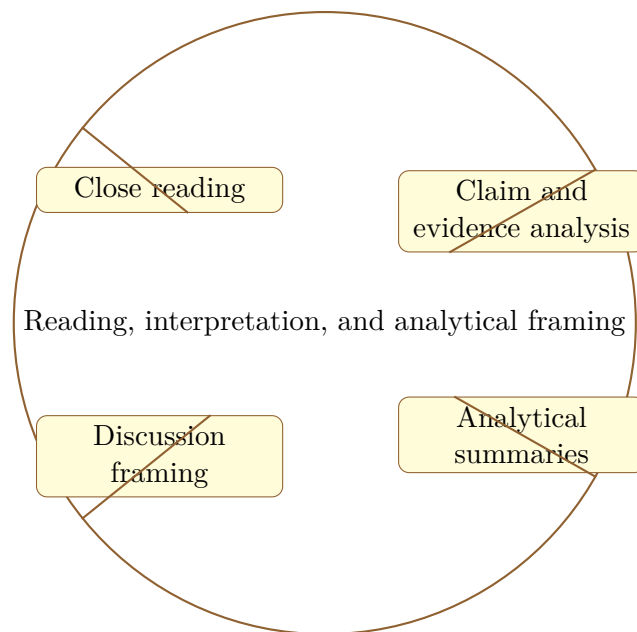 Close reading
Claim and
evidence analysis
Reading, interpretation, and analytical framing
Discussion
framing
Analytical
summaries